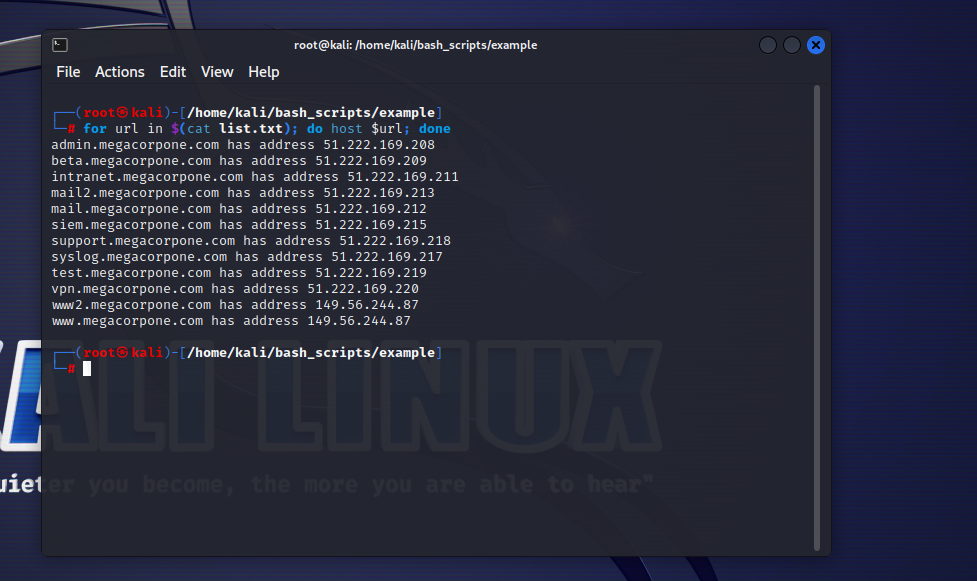 root@kali: /home/kali/bash_scripts/example
File Actions Edit View Help
┌──(root㉿kali)-[/home/kali/bash_scripts/example]
└─# for url in $(cat list.txt); do host $url; done
admin.megacorpone.com has address 51.222.169.208
beta.megacorpone.com has address 51.222.169.209
intranet.megacorpone.com has address 51.222.169.211
mail2.megacorpone.com has address 51.222.169.213
mail.megacorpone.com has address 51.222.169.212
siem.megacorpone.com has address 51.222.169.215
support.megacorpone.com has address 51.222.169.218
syslog.megacorpone.com has address 51.222.169.217
test.megacorpone.com has address 51.222.169.219
vpn.megacorpone.com has address 51.222.169.220
www2.megacorpone.com has address 149.56.244.87
www.megacorpone.com has address 149.56.244.87
┌──(root㉿kali)-[/home/kali/bash_scripts/example]
└─#
KALI LINUX
uieter you become, the more you are able to hear"